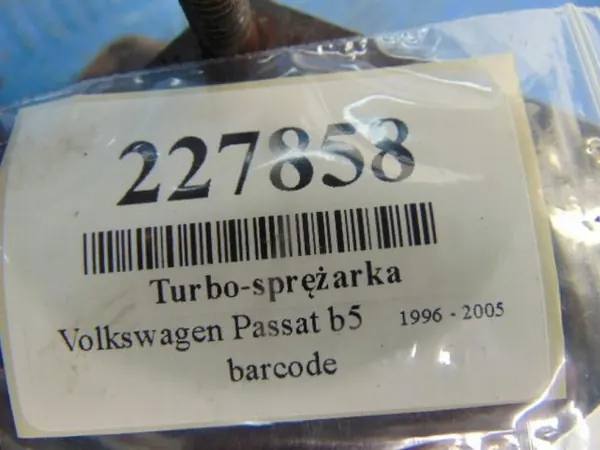 227858
Turbo-sprężarka
Volkswagen Passat b5 1996 - 2005
barcode